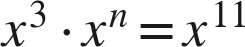 x³ · xⁿ = x¹¹